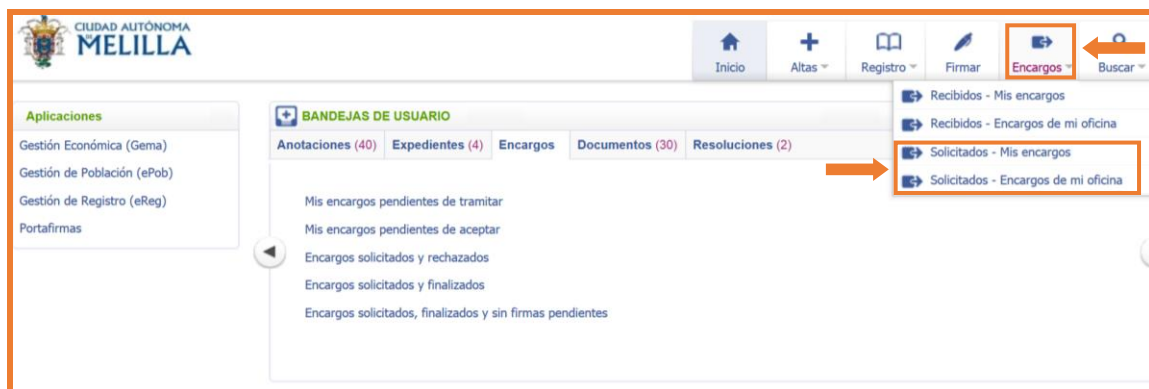 CIUDAD AUTÓNOMA
DE MELILLA
Inicio
Altas
Registro
Firmar
Encargos
Buscar
Recibidos - Mis encargos
Recibidos - Encargos de mi oficina
Solicitados - Mis encargos
Solicitados - Encargos de mi oficina
Aplicaciones
Gestión Económica (Gema)
Gestión de Población (ePob)
Gestión de Registro (eReg)
Portafirmas
BANDEJAS DE USUARIO
Anotaciones (40) Expedientes (4) Encargos Documentos (30) Resoluciones (2)
Mis encargos pendientes de tramitar
Mis encargos pendientes de aceptar
Encargos solicitados y rechazados
Encargos solicitados y finalizados
Encargos solicitados, finalizados y sin firmas pendientes